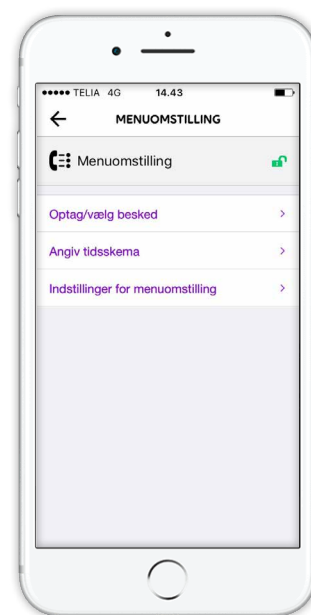 TELIA 4G 14.43
MENUOMSTILLING
Menuomstilling
Optag/vælg besked
Angiv tidsskema
Indstillinger for menuomstilling